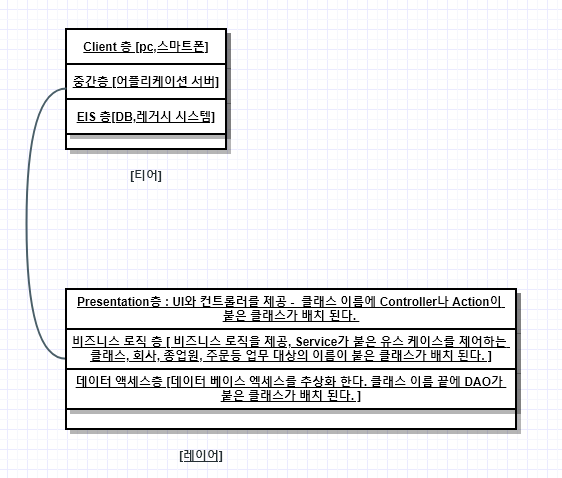 Client 층 [pc,스마트폰]
중간층 [어플리케이션 서버]
EIS 층[DB,레거시 시스템]
[티어]
Presentation층 : UI와 컨트롤러를 제공 - 클래스 이름에 Controller나 Action이
붙은 클래스가 배치 된다.
비즈니스 로직 층 [ 비즈니스 로직을 제공, Service가 붙은 유스 케이스를 제어하는
클래스, 회사, 종업원, 주문등 업무 대상의 이름이 붙은 클래스가 배치 된다. ]
데이터 액세스층 [데이터 베이스 엑세스를 추상화 한다. 클래스 이름 끝에 DAO가
붙은 클래스가 배치 된다. ]
[레이어]